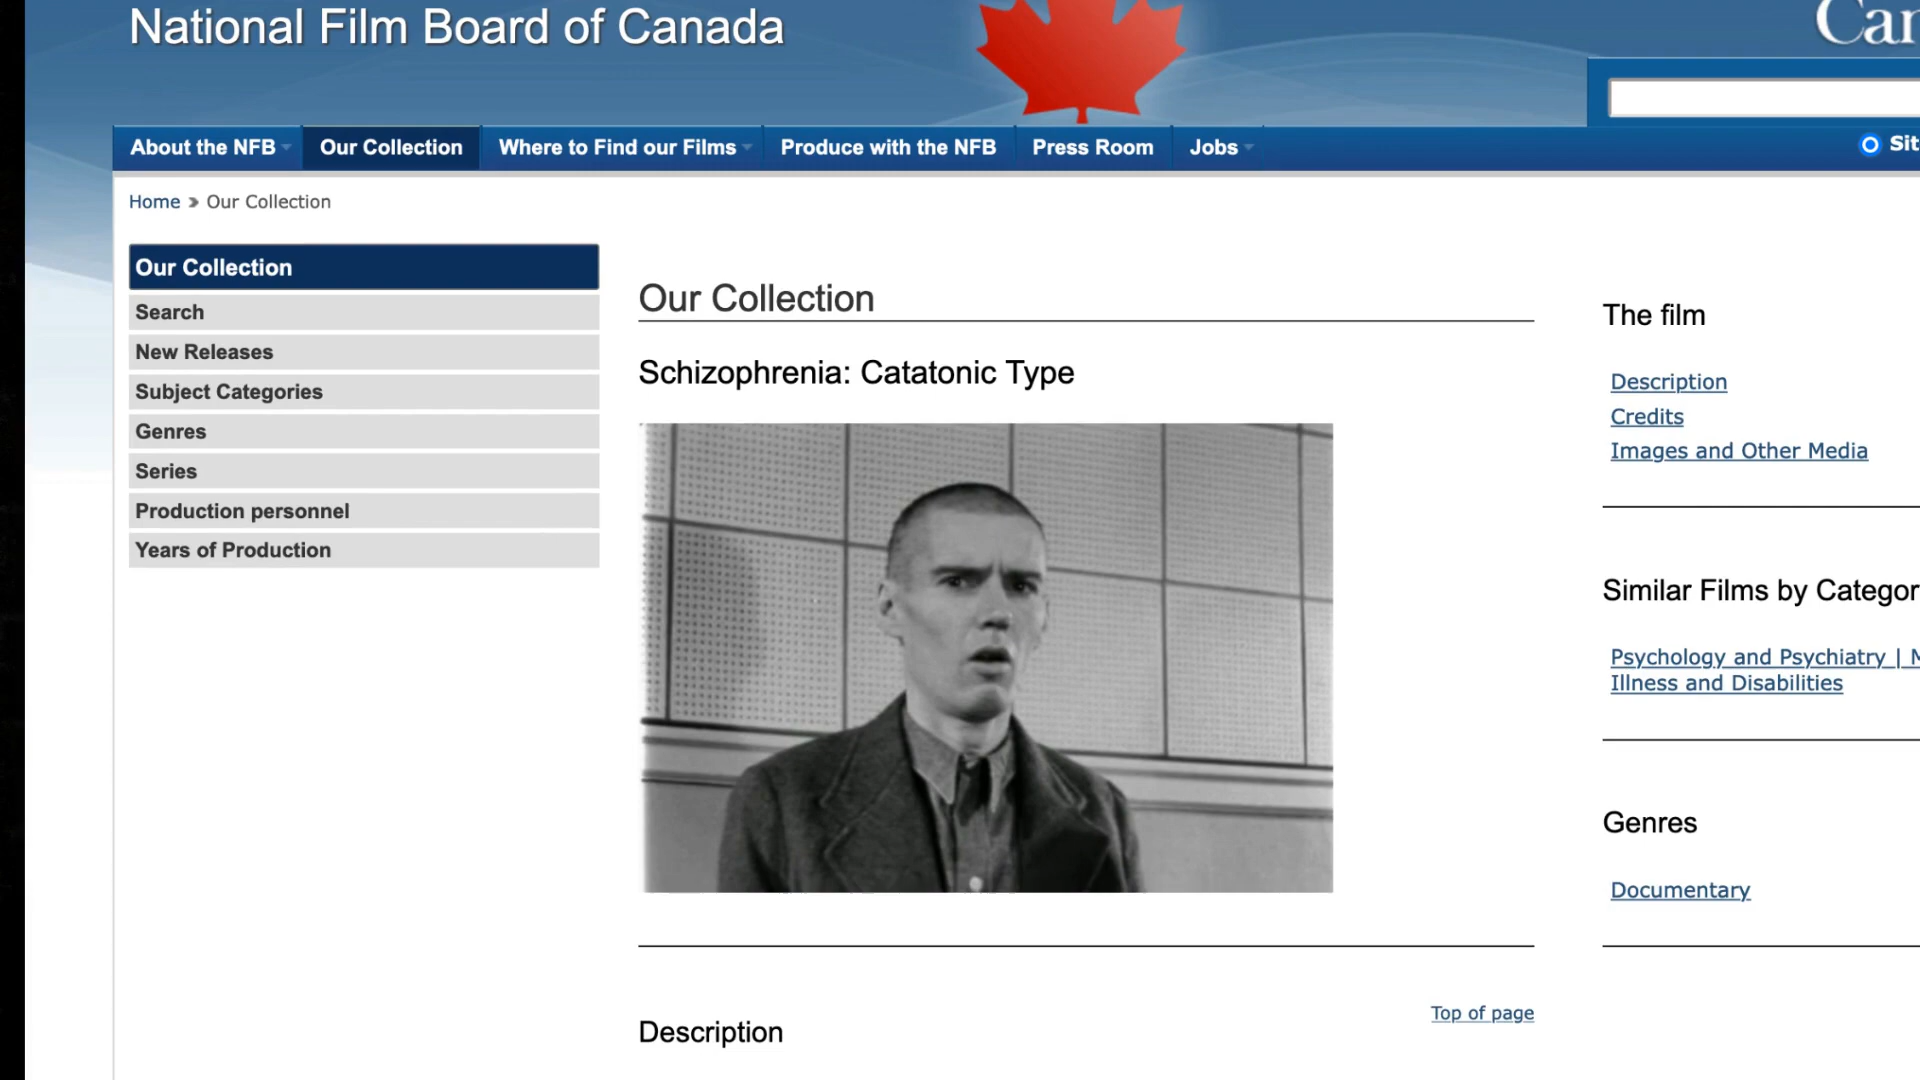 National Film Board of Canada
About the NFB
Our Collection
Where to Find our Films
Produce with the NFB
Press Room
Jobs
Home » Our Collection
Our Collection
Search
New Releases
Subject Categories
Genres
Series
Production personnel
Years of Production
Our Collection
Schizophrenia: Catatonic Type
Description
Top of page
The film
Description
Credits
Images and Other Media
Similar Films by
Psychology and Psychiatry |
Illness and Disabilities
Genres
Documentary